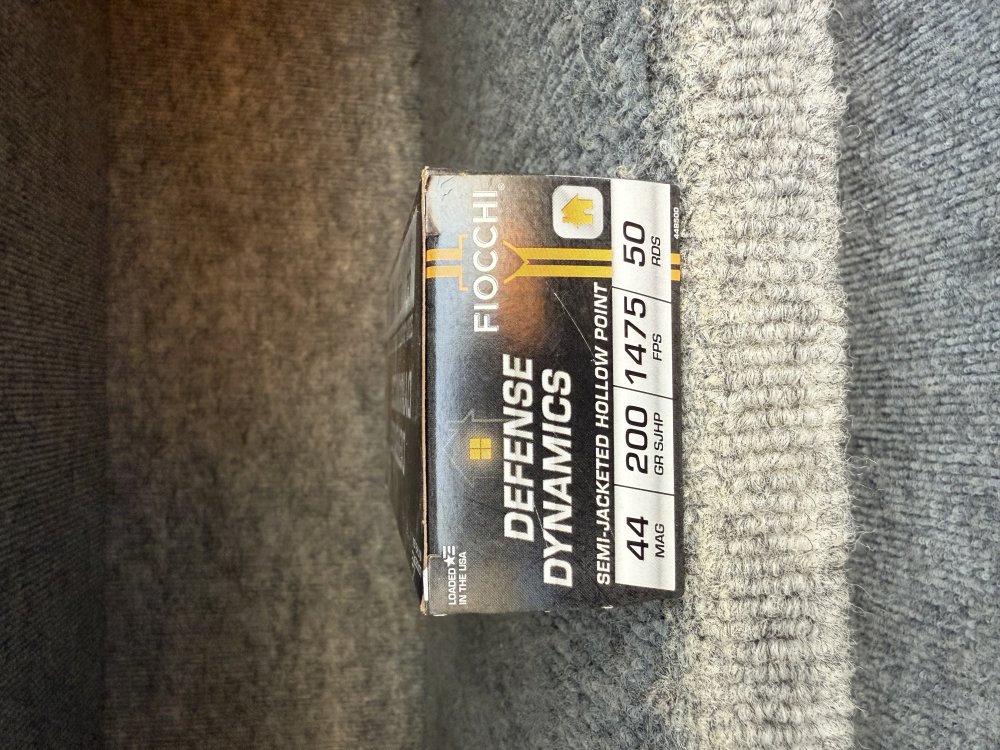 LOADED
IN THE USA
FIOCCHI®
DEFENSE
DYNAMICS
SEMI-JACKETED HOLLOW POINT
44 200 1475 50
MAG GR SJHP FPS RDS
44B500